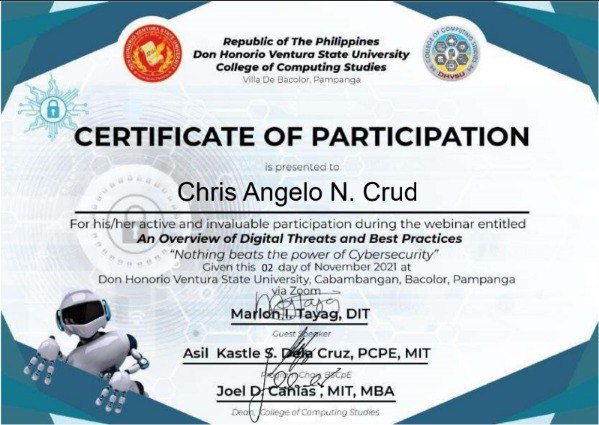 Republic of The Philippines
Don Honorio Ventura State University
College of Computing Studies
Villa De Bacolor, Pampanga
DHVSU
CERTIFICATE OF PARTICIPATION
is presented to
Chris Angelo N. Crud
For his/her active and invaluable participation during the webinar entitled
An Overview of Digital Threats and Best Practices
“Nothing beats the power of Cybersecurity”
Given this 02 day of November 2021 at
Don Honorio Ventura State University, Cabambangan, Bacolor, Pampanga
via Zoom
Marlon I. Tayag, DIT
Guest Speaker
Asil Kastle S. Dela Cruz, PCPE, MIT
Program Chair, BSCpE
Joel D. Canlas , MIT, MBA
Dean, College of Computing Studies